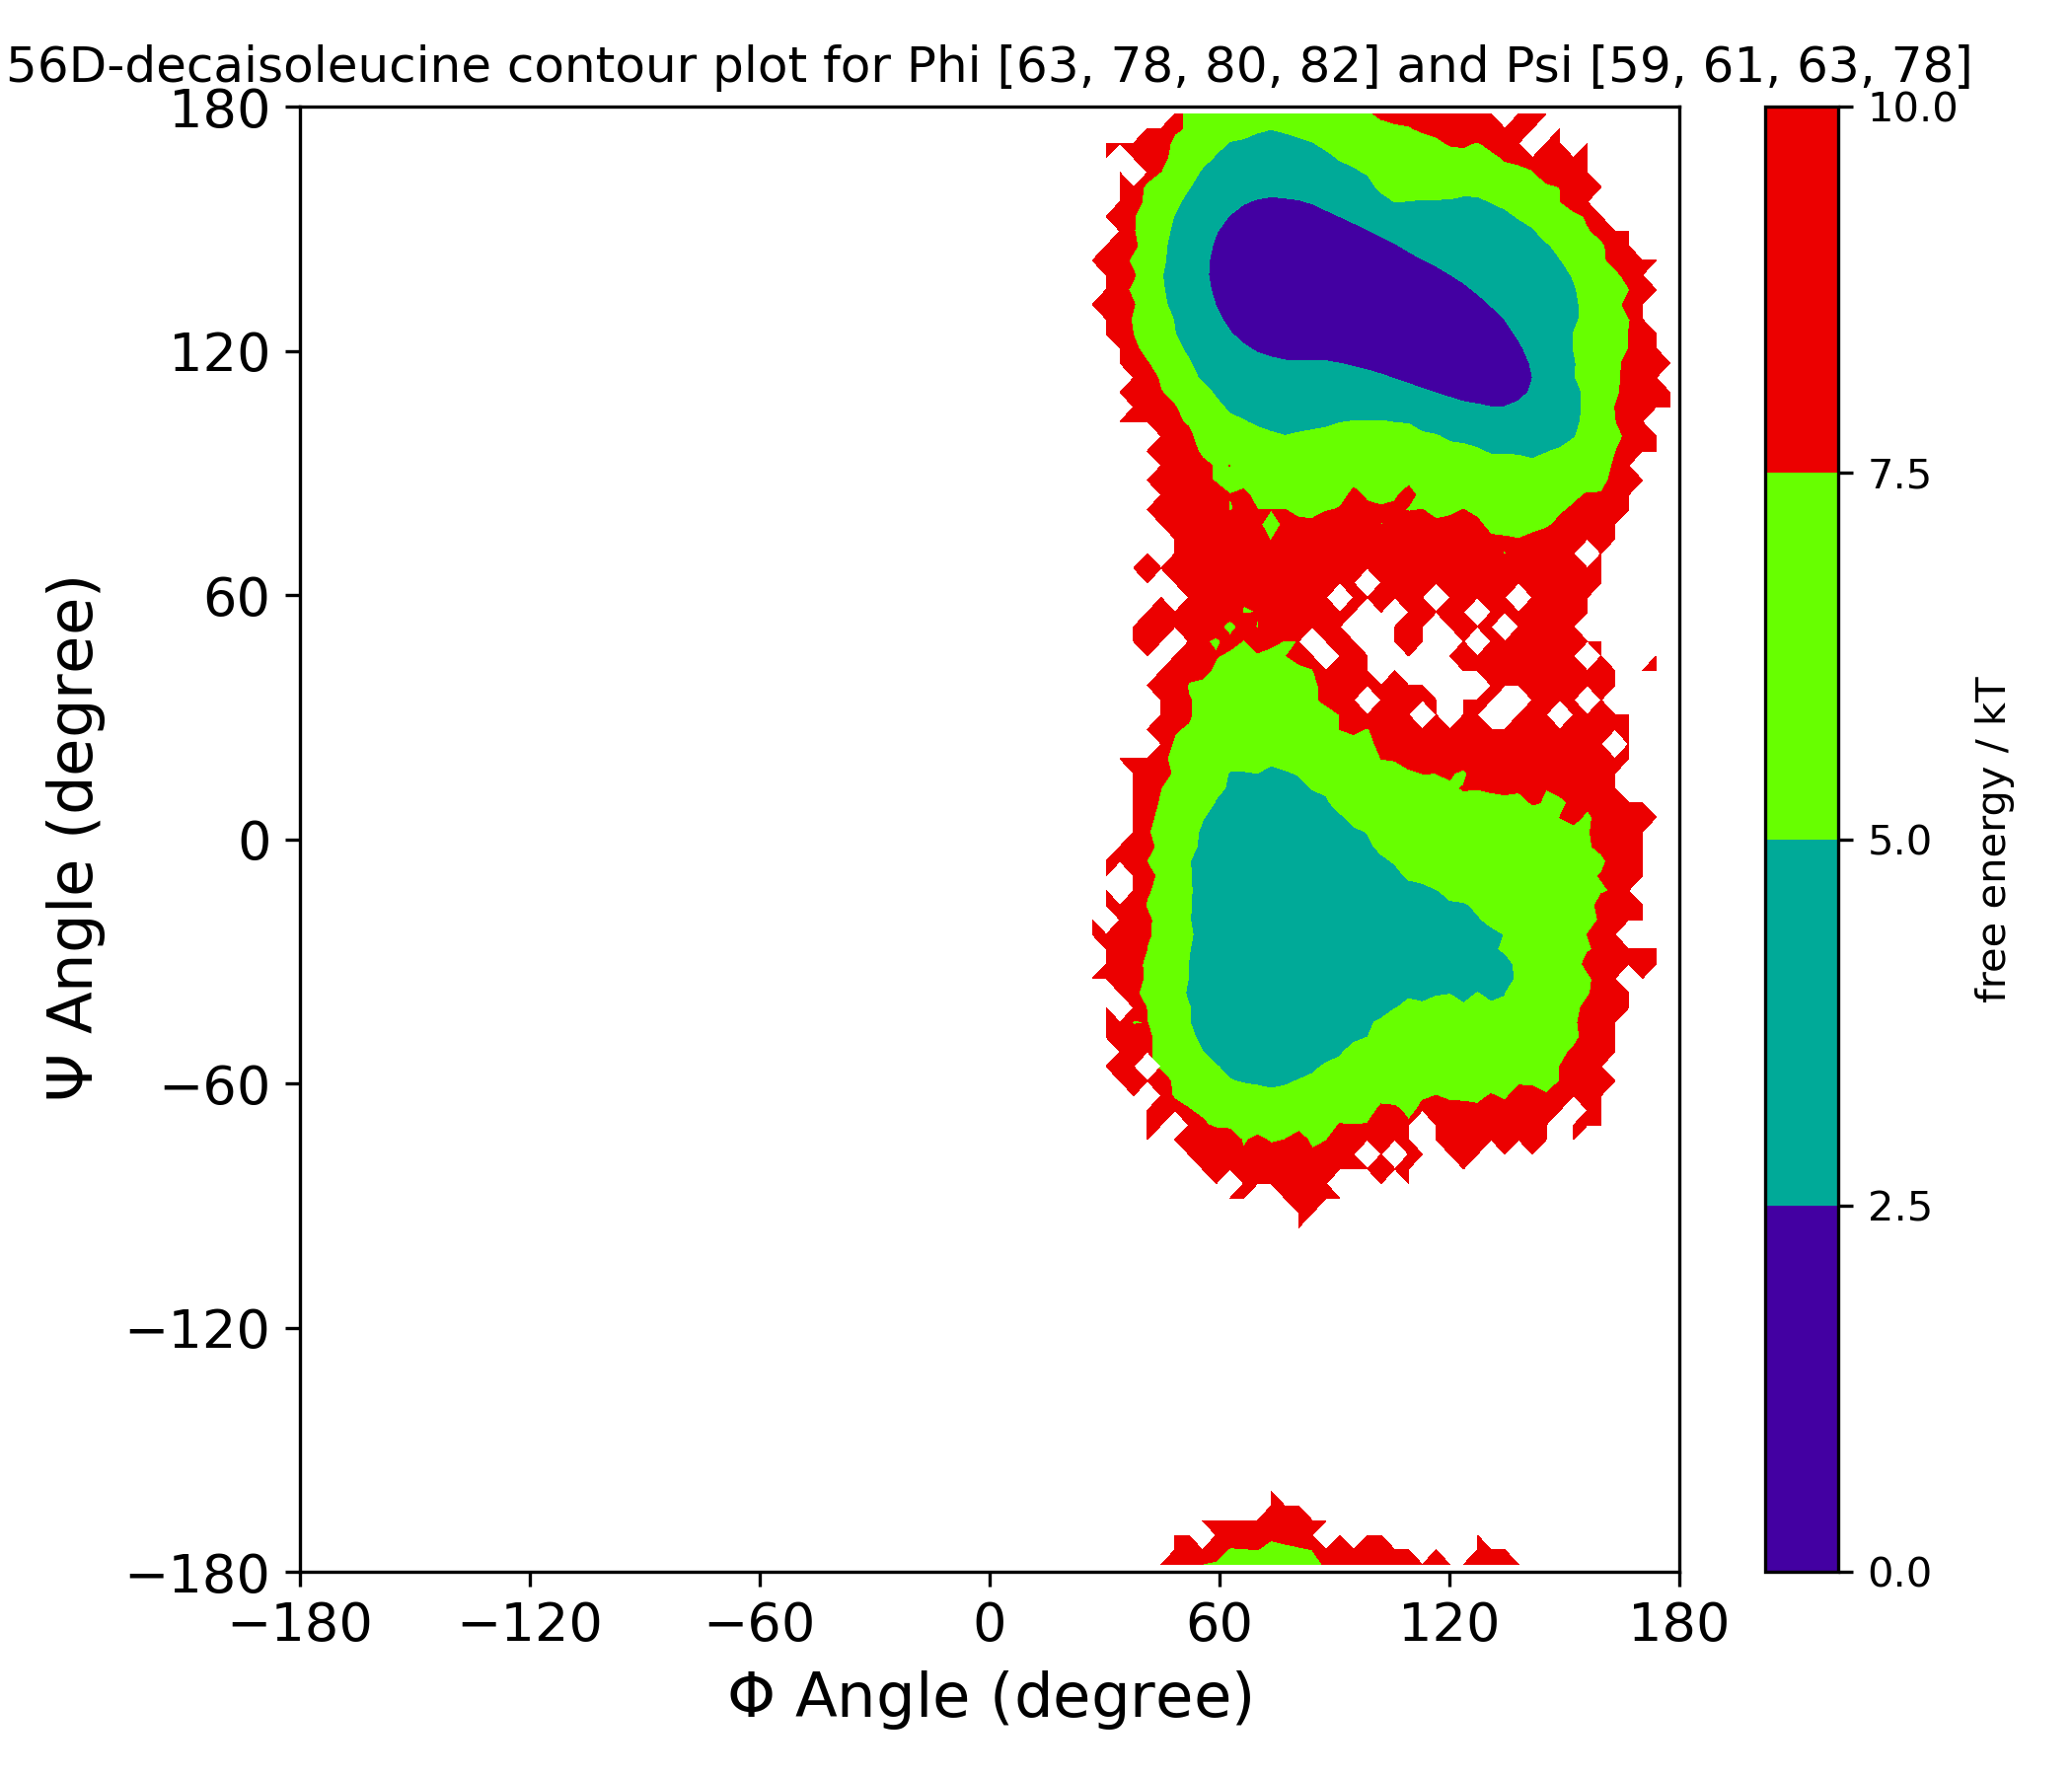 56D-decaisoleucine contour plot for Phi [63, 78, 80, 82] and Psi [59, 61, 63, 78]
180
120
60
0
−60
−120
−180
Ψ Angle (degree)
−180 −120 −60 0 60 120 180
Φ Angle (degree)
10.0
7.5
5.0
2.5
0.0
free energy / kT